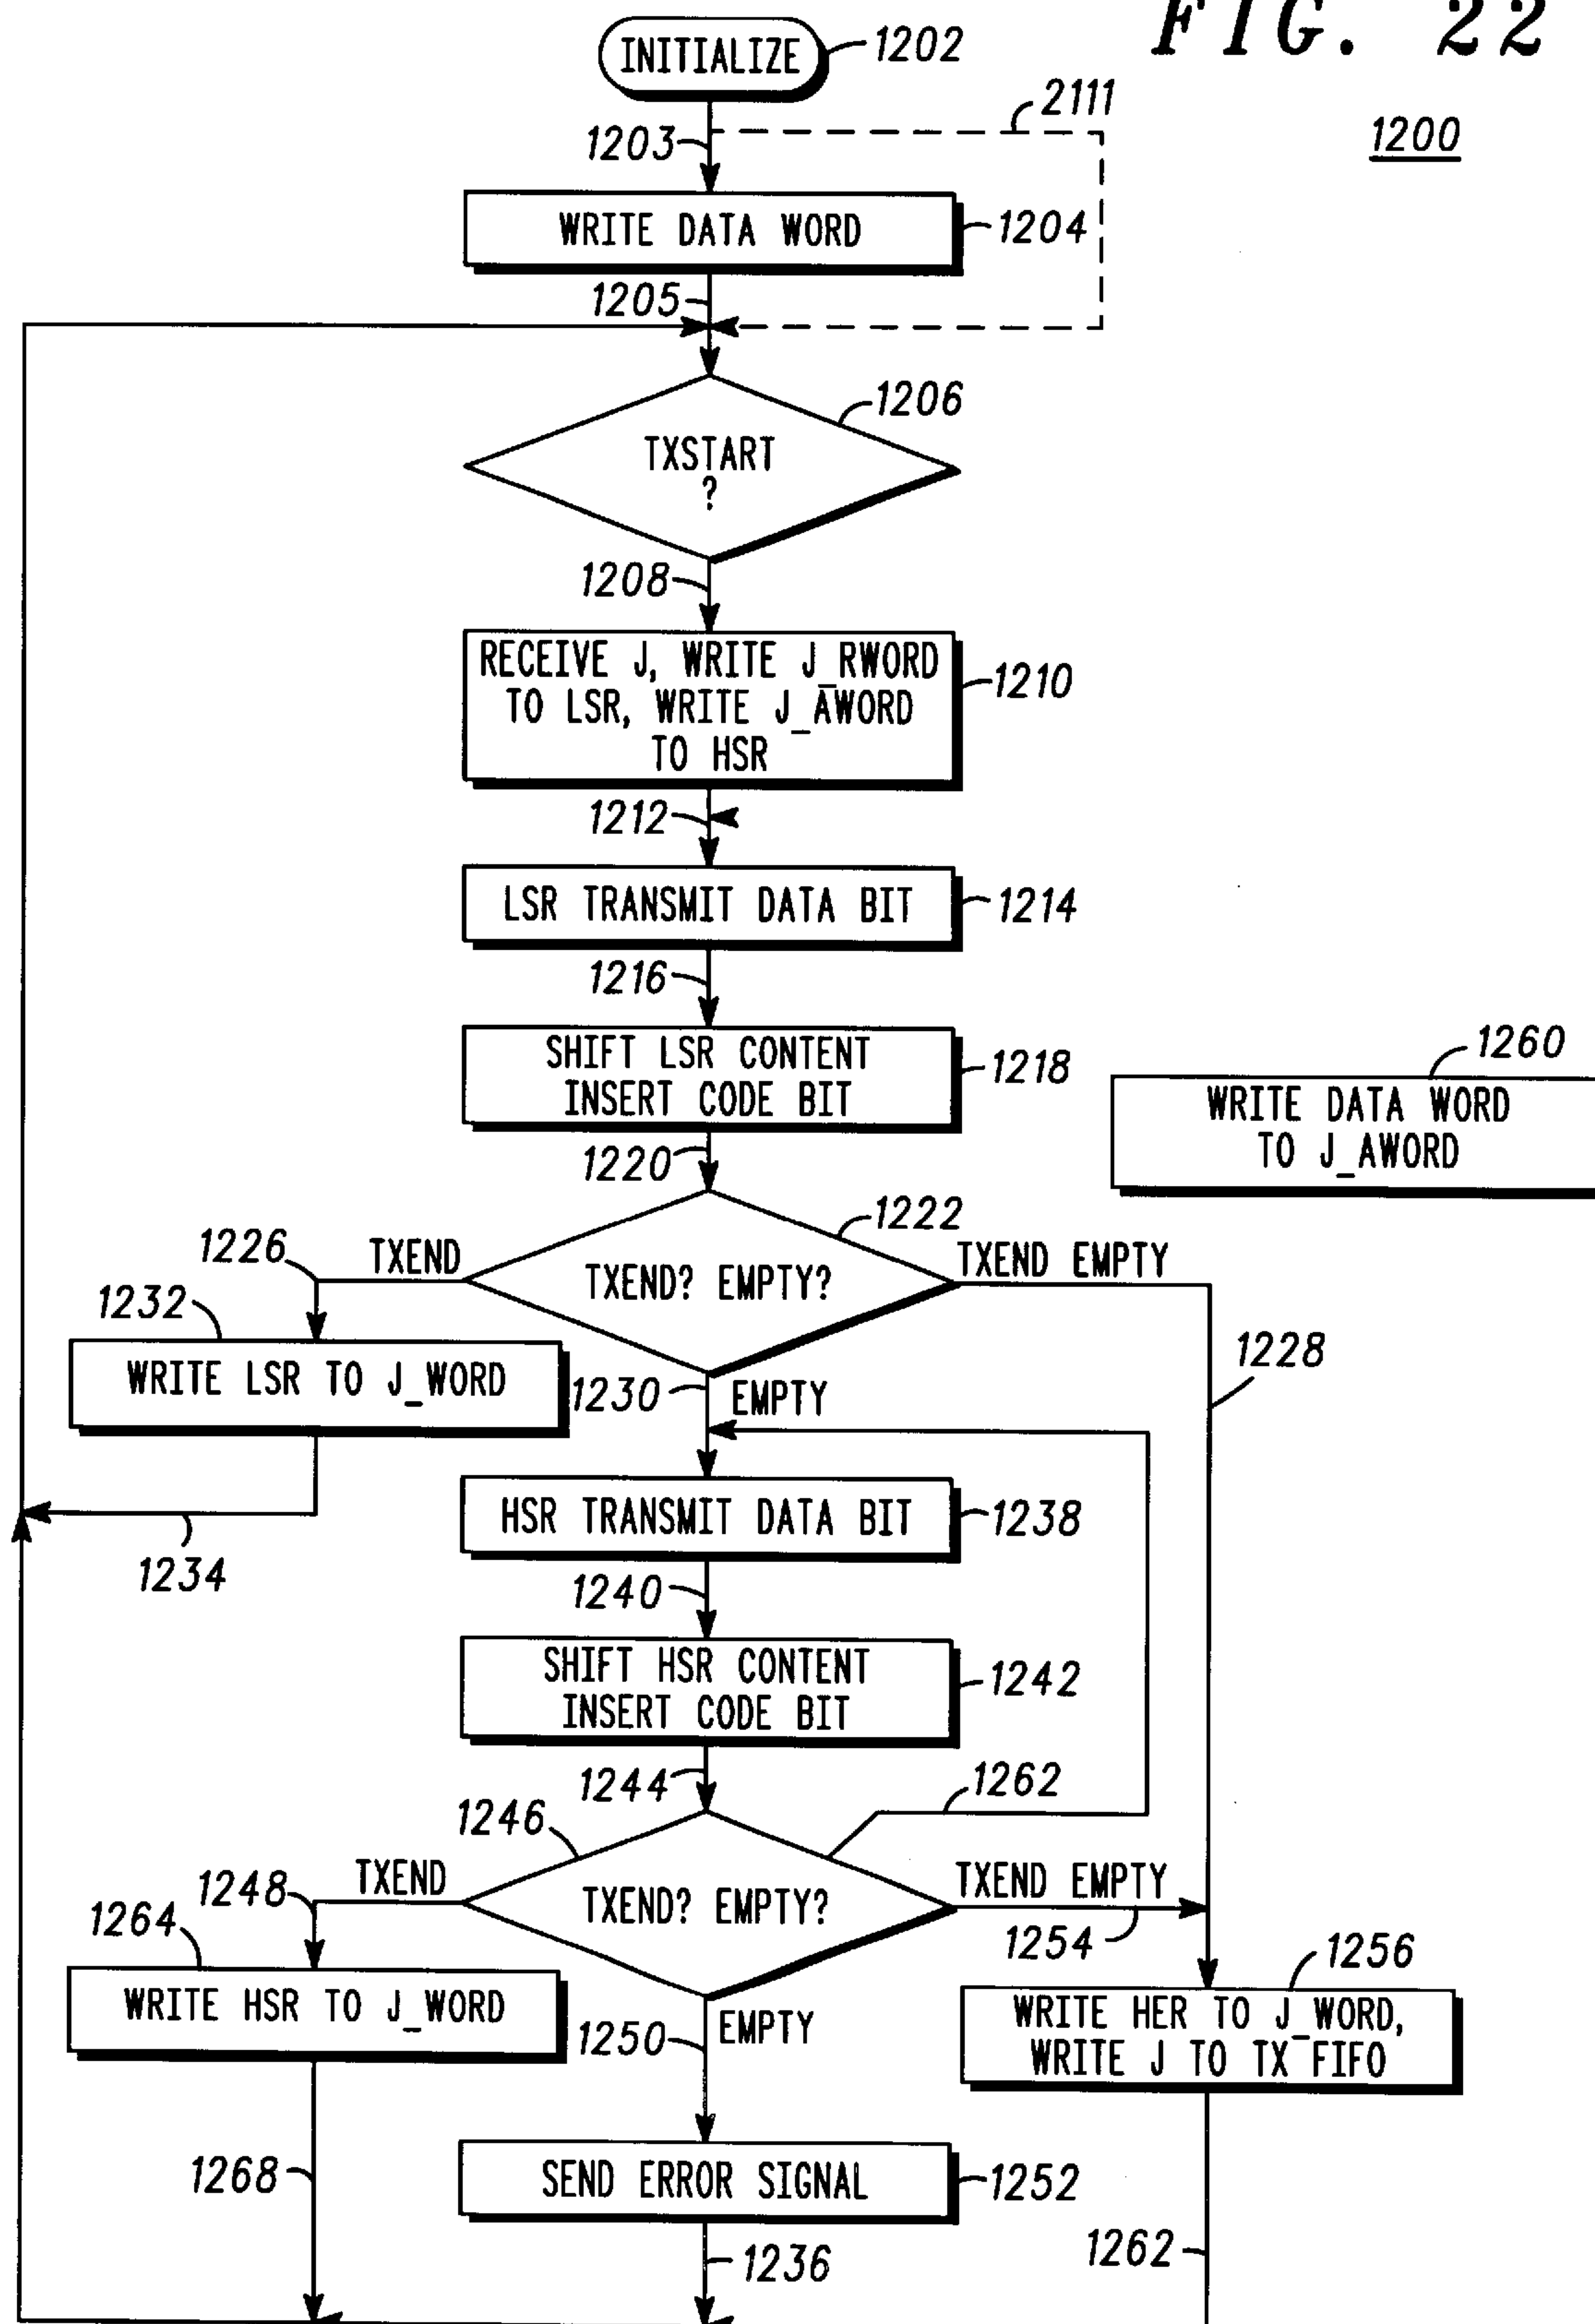 FIG. 22
INITIALIZE
1202
2111
1203
1200
WRITE DATA WORD
1204
1205
1206
TXSTART
?
1208
RECEIVE J, WRITE J_RWORD
TO LSR, WRITE J_AWORD
TO HSR
1210
1212
LSR TRANSMIT DATA BIT
1214
1216
SHIFT LSR CONTENT
INSERT CODE BIT
1218
1260
WRITE DATA WORD
TO J_AWORD
1220
1222
1226
TXEND
TXEND? EMPTY?
TXEND EMPTY
1232
1228
WRITE LSR TO J_WORD
1230
EMPTY
HSR TRANSMIT DATA BIT
1238
1234
1240
SHIFT HSR CONTENT
INSERT CODE BIT
1242
1244
1262
1246
TXEND
1248
TXEND? EMPTY?
TXEND EMPTY
1264
1254
1256
WRITE HSR TO J_WORD
1250
EMPTY
WRITE HER TO J_WORD,
WRITE J TO TX_FIFO
1268
SEND ERROR SIGNAL
1252
1236
1262